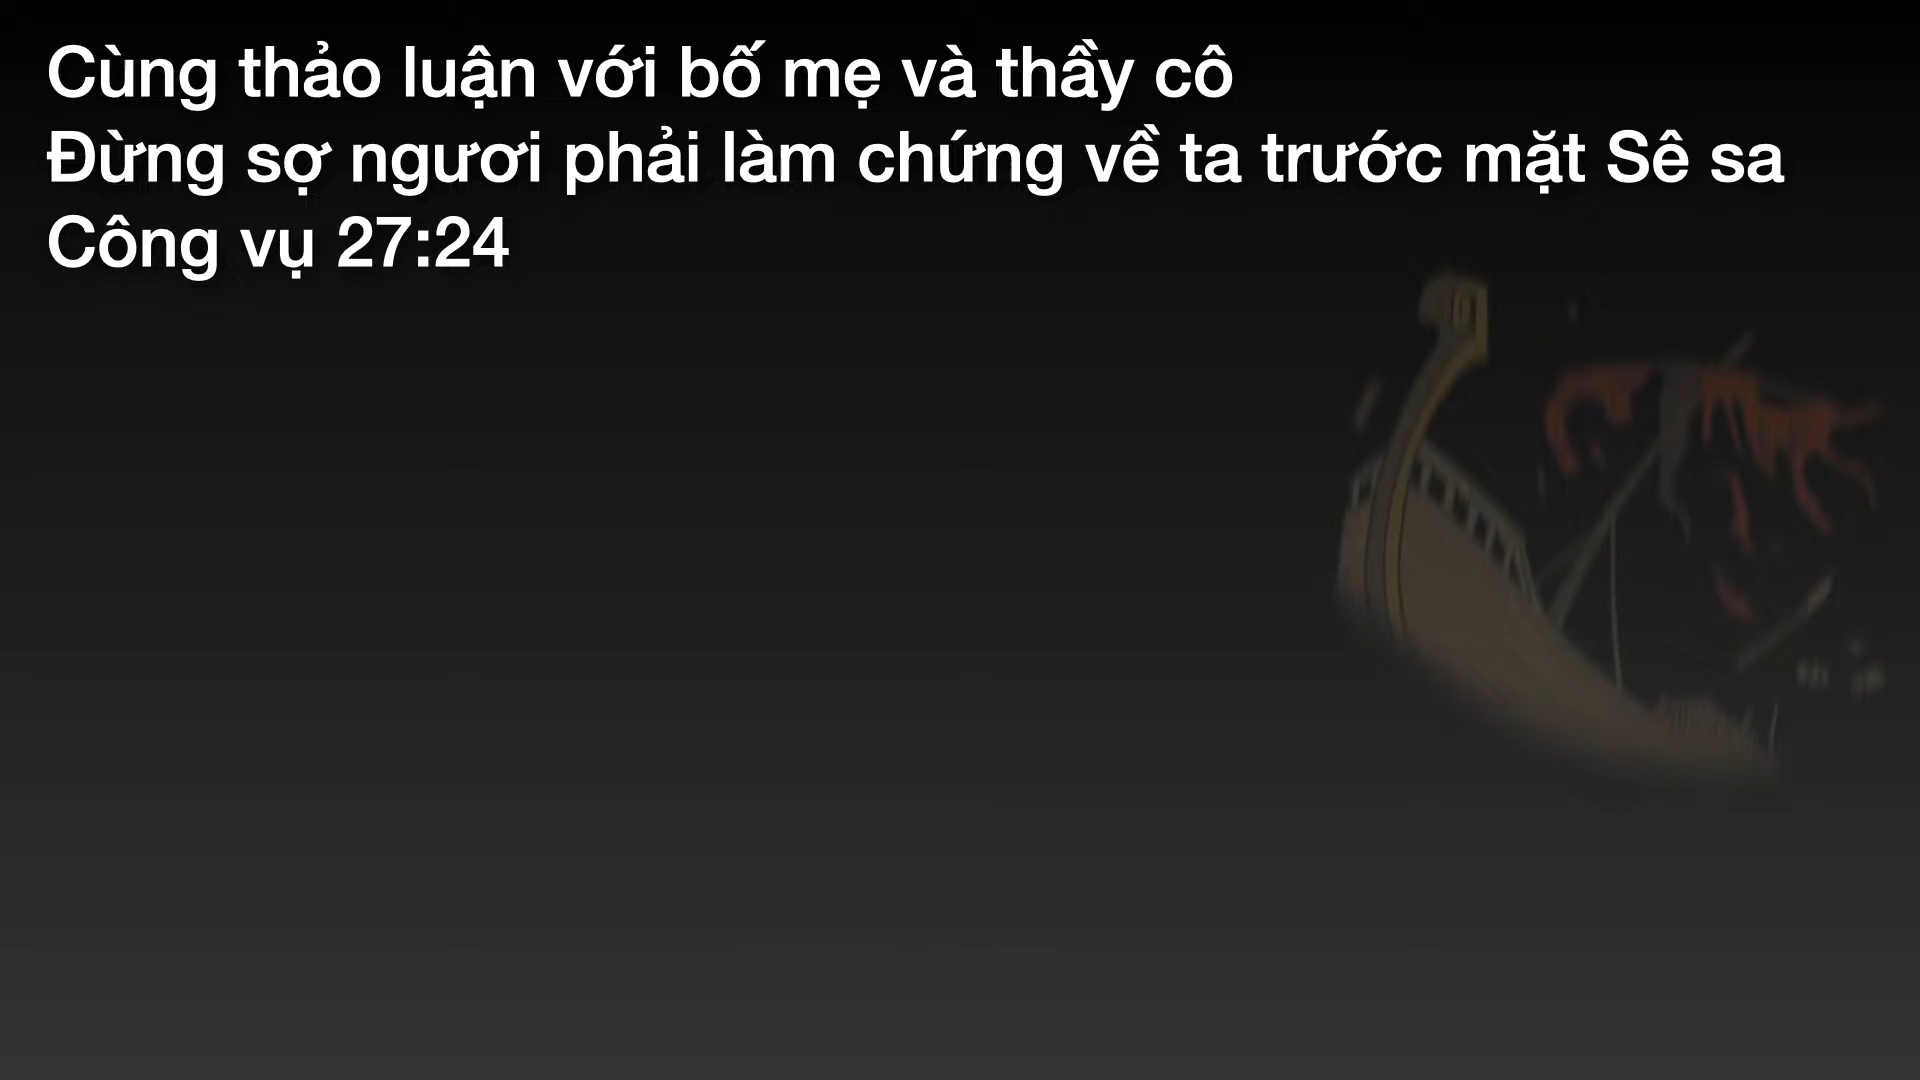 Cùng thảo luận với bố mẹ và thầy cô
Đừng sợ ngươi phải làm chứng về ta trước mặt Sê sa
Công vụ 27:24